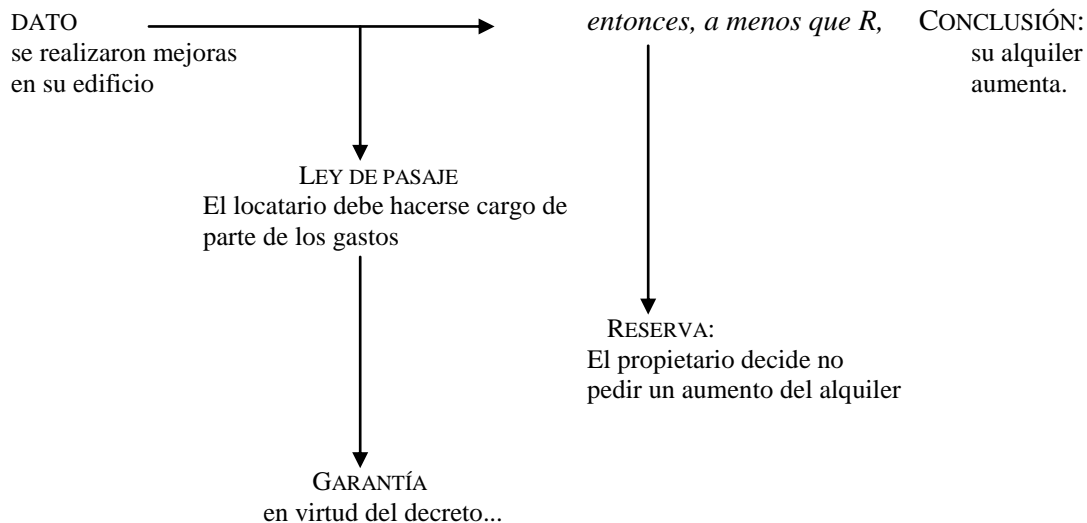 DATO
se realizaron mejoras
en su edificio
entonces, a menos que R,
CONCLUSIÓN:
su alquiler
aumenta.
LEY DE PASAJE
El locatario debe hacerse cargo de
parte de los gastos
RESERVA:
El propietario decide no
pedir un aumento del alquiler
GARANTÍA
en virtud del decreto...